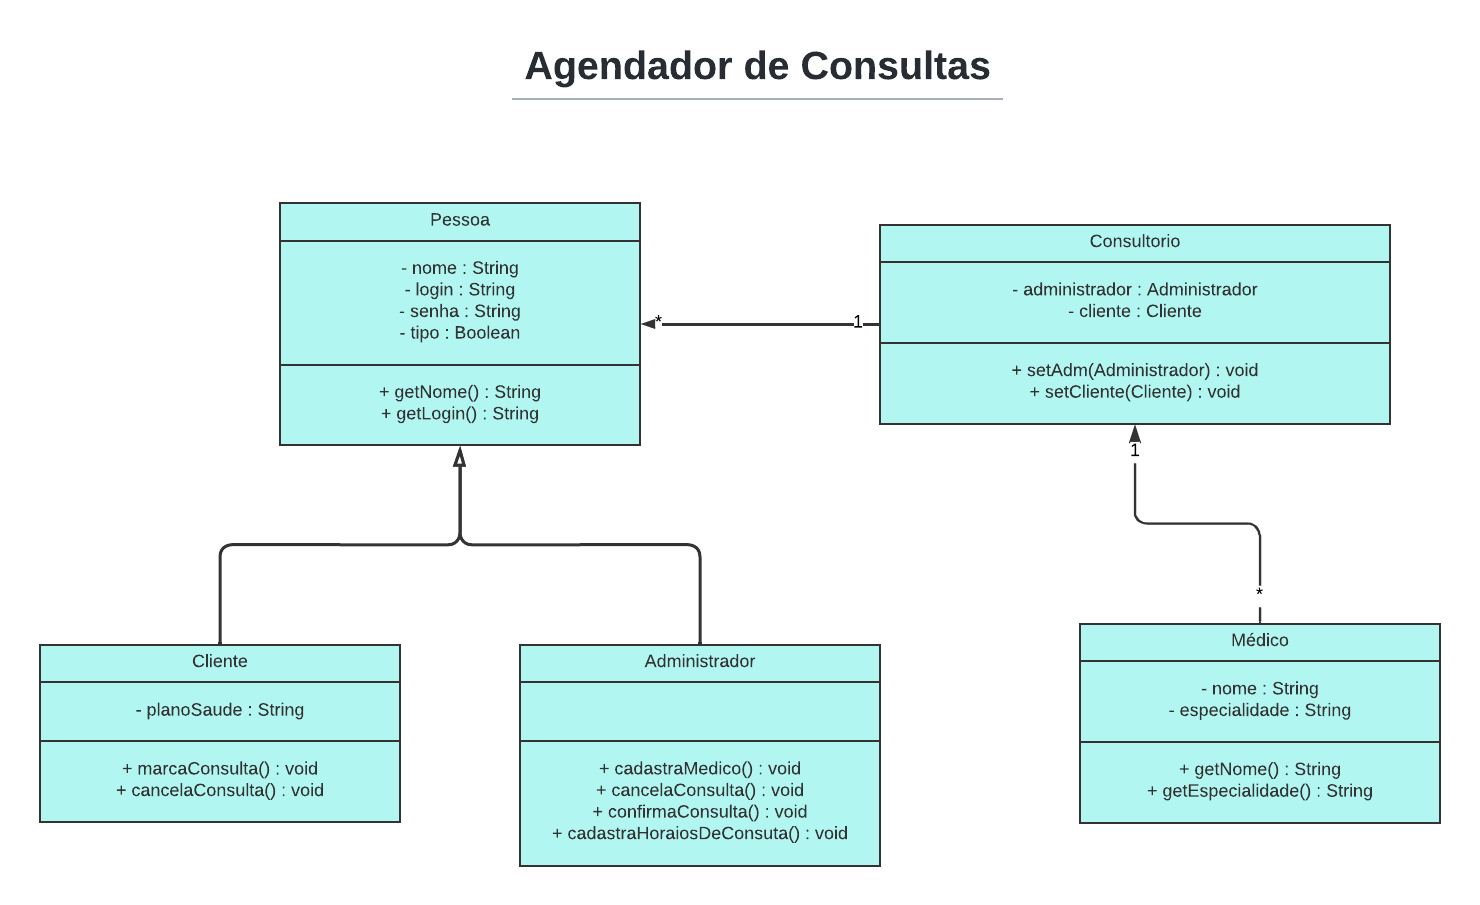 Agendador de Consultas
Pessoa
- nome : String
- login : String
- senha : String
- tipo : Boolean
+ getNome() : String
+ getLogin() : String
*
1
Consultorio
- administrador : Administrador
- cliente : Cliente
+ setAdm(Administrador) : void
+ setCliente(Cliente) : void
1
*
Cliente
- planoSaude : String
+ marcaConsulta() : void
+ cancelaConsulta() : void
Administrador
+ cadastraMedico() : void
+ cancelaConsulta() : void
+ confirmaConsulta() : void
+ cadastraHoraiosDeConsuta() : void
Médico
- nome : String
- especialidade : String
+ getNome() : String
+ getEspecialidade() : String